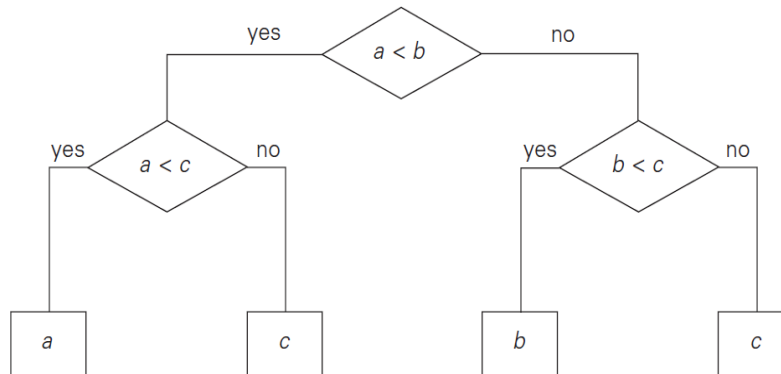 yes a < b no
yes a < c no yes b < c no
a c b c